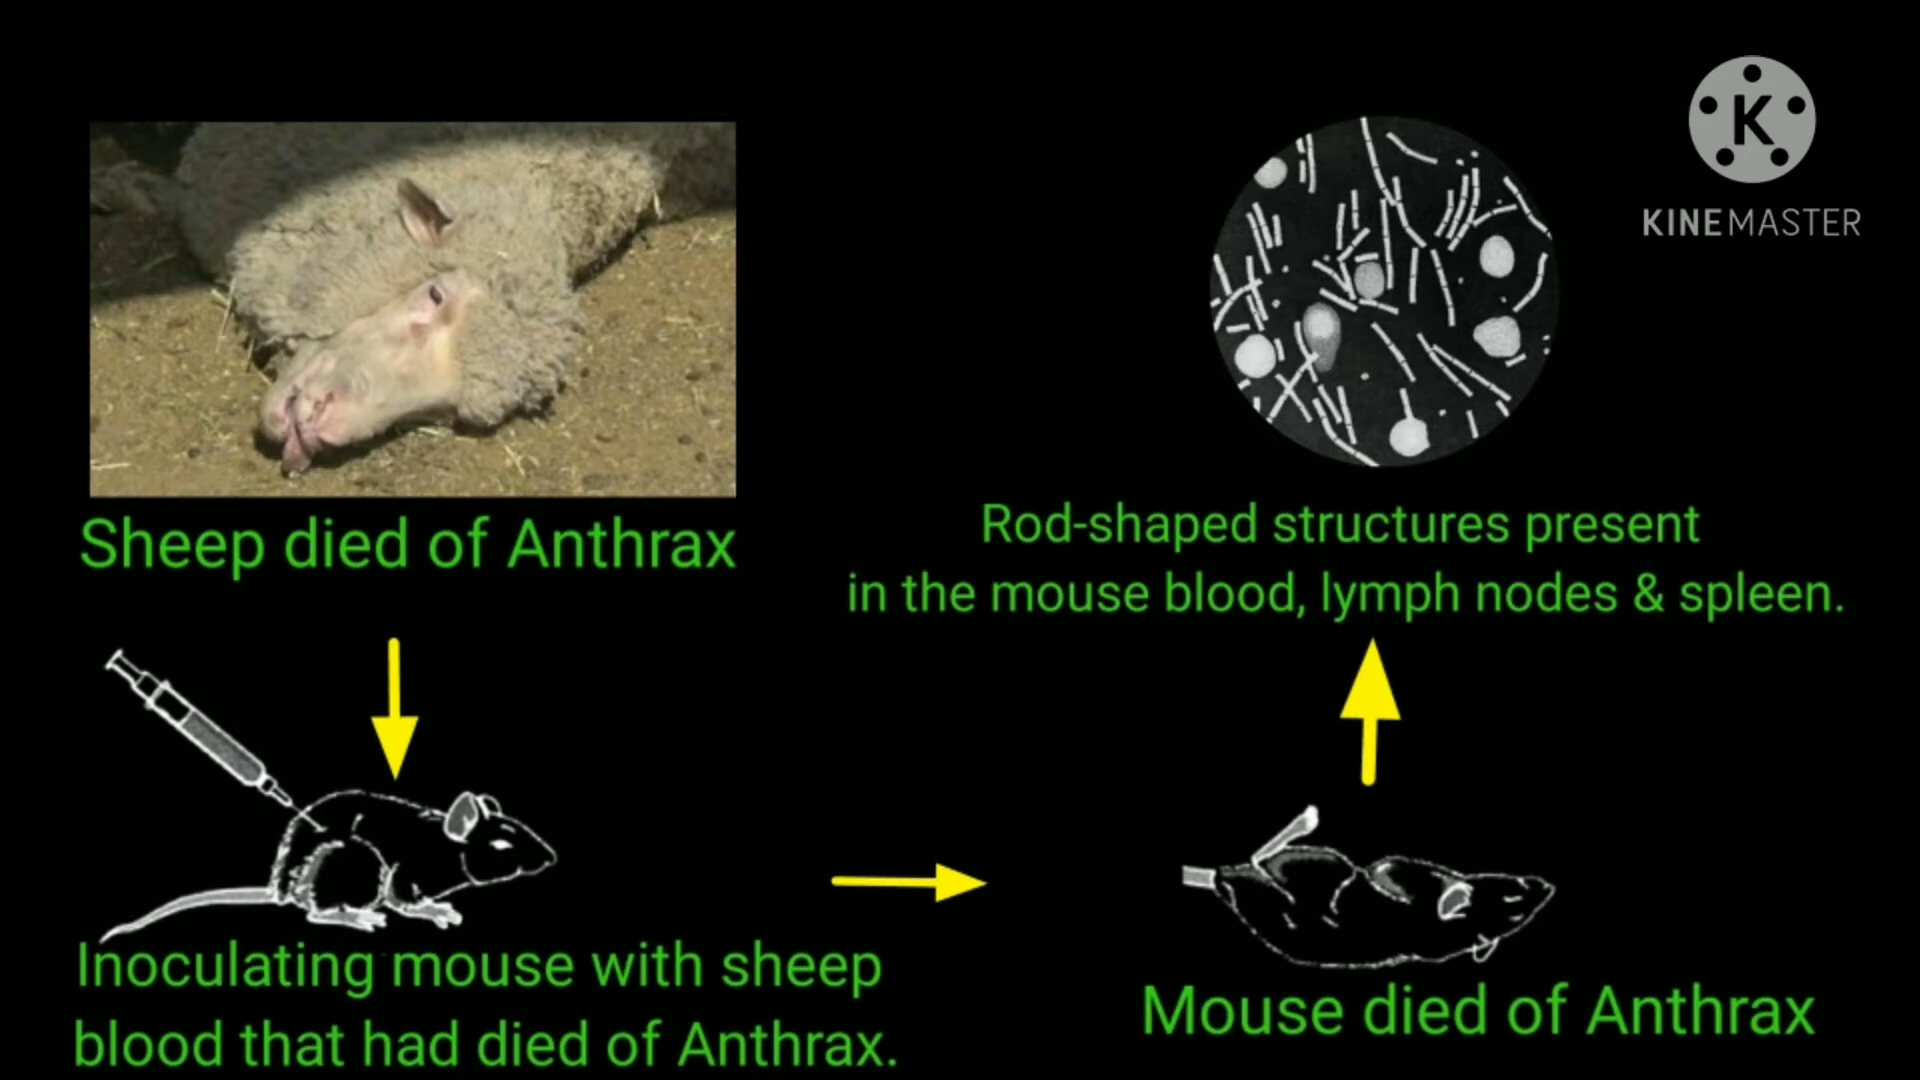 K
KINEMASTER
Sheep died of Anthrax
Rod-shaped structures present
in the mouse blood, lymph nodes & spleen.
Inoculating mouse with sheep
blood that had died of Anthrax.
Mouse died of Anthrax